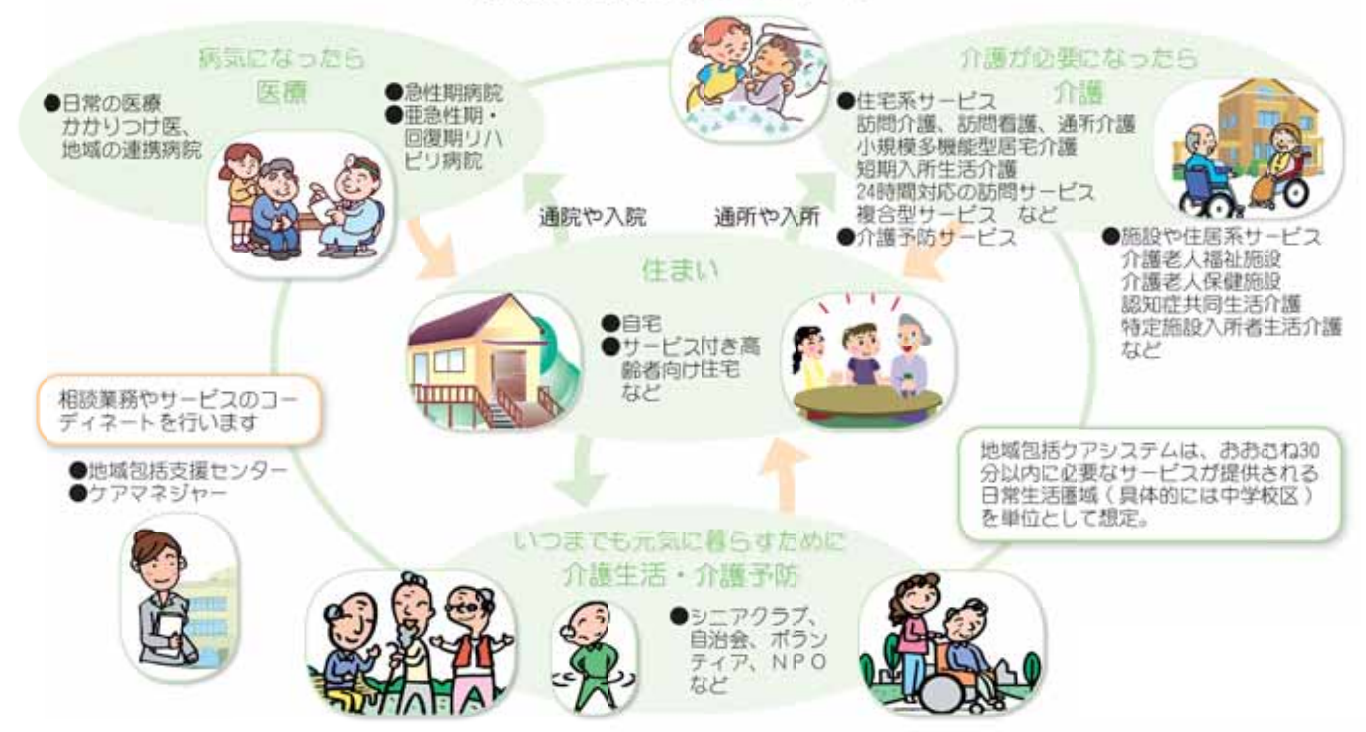 病気になったら
医療
●日常の医療
かかりつけ医、
地域の連携病院
●急性期病院
●亜急性期・
回復期リハ
ビリ病院
介護が必要になったら
介護
●住宅系サービス
訪問介護、訪問看護、通所介護
小規模多機能型居宅介護
短期入所生活介護
24時間対応の訪問サービス
複合型サービス など
●介護予防サービス
●施設や住居系サービス
介護老人福祉施設
介護老人保健施設
認知症共同生活介護
特定施設入所者生活介護
など
通院や入院
通所や入所
住まい
●自宅
●サービス付き高
齢者向け住宅
など
相談業務やサービスのコー
ディネートを行います
●地域包括支援センター
●ケアマネジャー
地域包括ケアシステムは、おおさね30
分以内に必要なサービスが提供される
日常生活圏域(具体的には中学校区)
を単位として想定。
いつまでも元気に暮らすために
介護生活・介護予防
●シニアクラブ、
自治会、ボラン
ティア、NPO
など